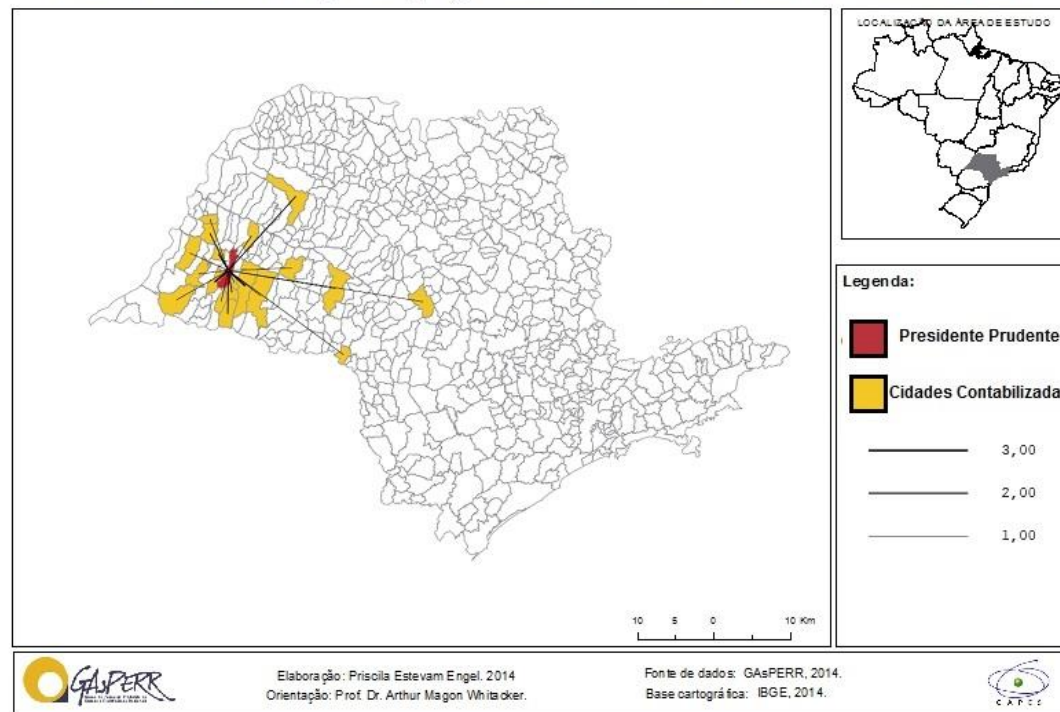 LOCALIZAÇÃO DA ÁREA DE ESTUDO
Legenda:
Presidente Prudente
Cidades Contabilizada
3,00
2,00
1,00
10 5 0 10 Km
GAsPERR
Elaboração: Priscila Estevam Engel. 2014
Orientação: Prof. Dr. Arthur Magon Whitacker.
Fonte de dados: GAsPERR, 2014.
Base cartográfica: IBGE, 2014.
CAPES